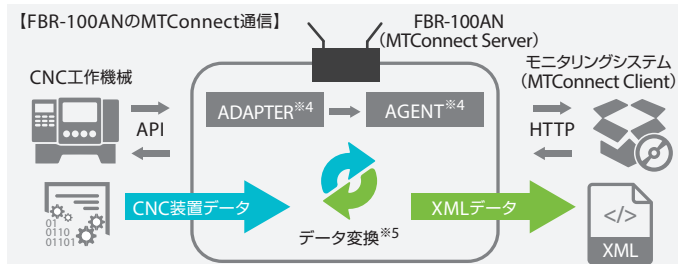 【FBR-100ANのMTConnect通信】
FBR-100AN
(MTConnect Server)
CNC工作機械
モニタリングシステム
(MTConnect Client)
ADAPTER※4
AGENT※4
API
HTTP
01
0110
01101
CNC装置データ
XMLデータ
データ変換※5
</>
XML